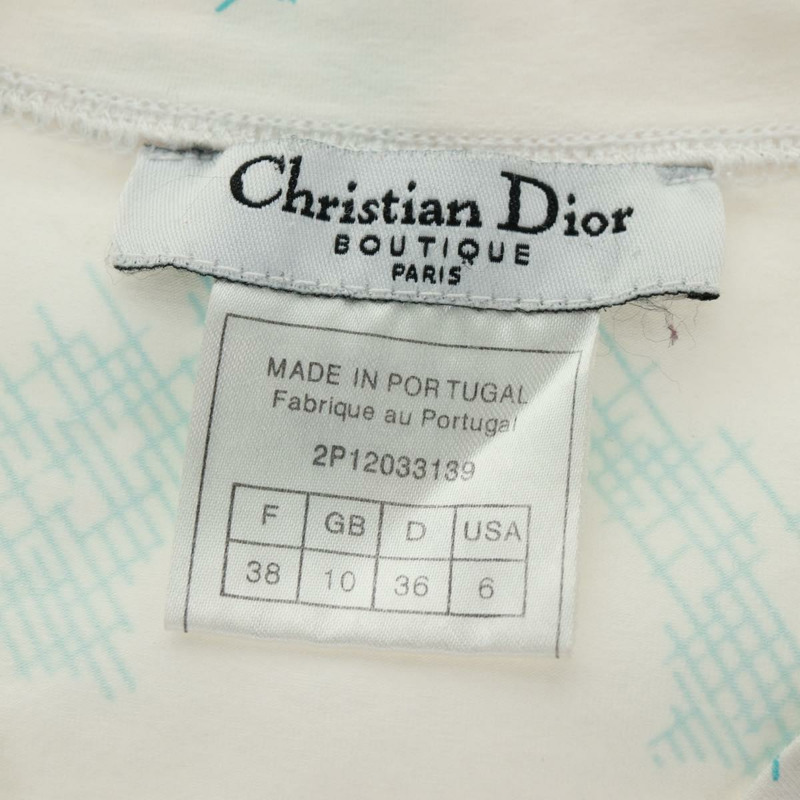 Christian Dior
BOUTIQUE
PARIS
MADE IN PORTUGAL
Fabrique au Portugal
2P12033139
F GB D USA
38 10 36 6